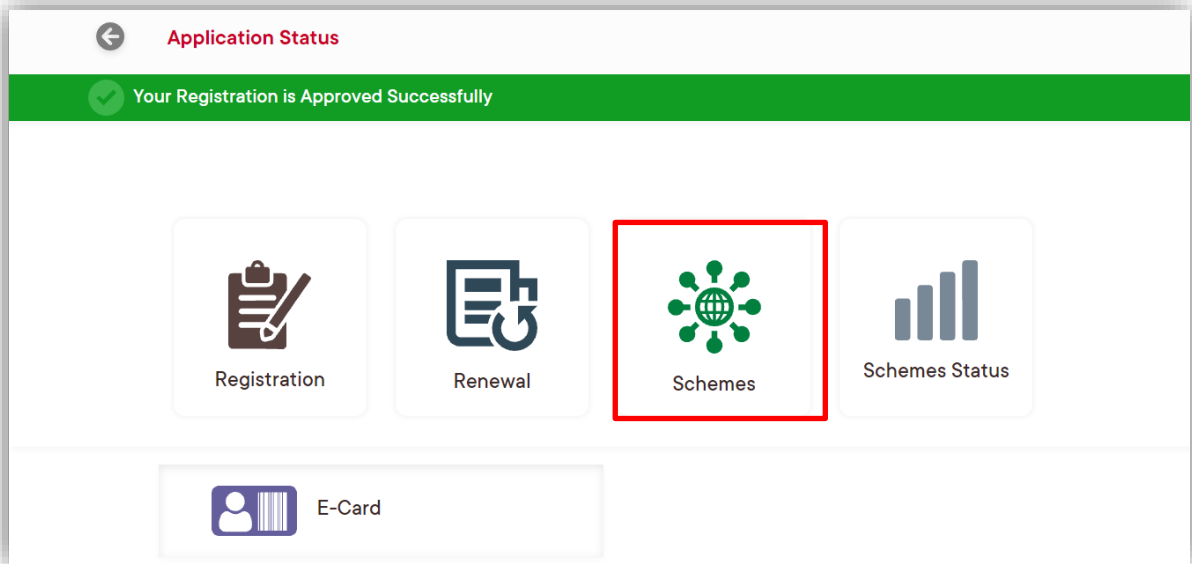 Application Status
Your Registration is Approved Successfully
Registration
Renewal
Schemes
Schemes Status
E-Card